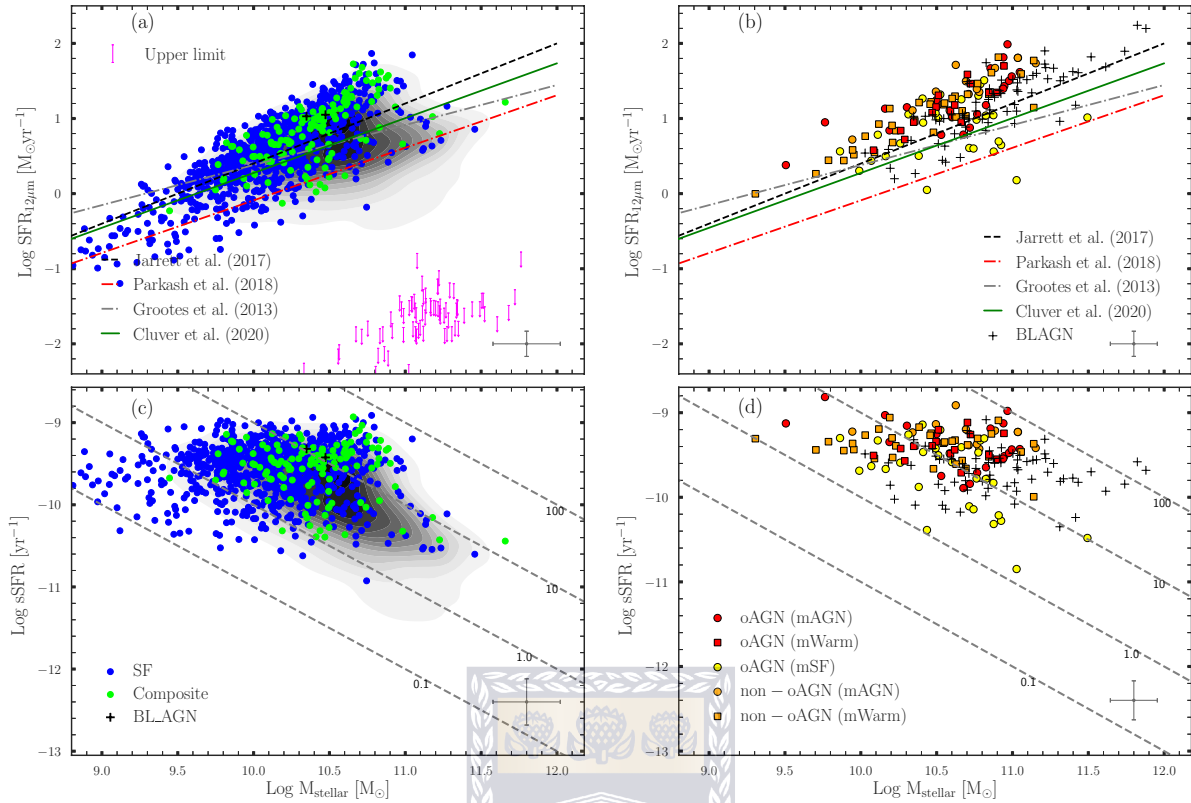 (a)
Upper limit
Log SFR12μm [M⊙yr−1]
2
1
0
−1
−2
Jarrett et al. (2017)
Parkash et al. (2018)
Grootes et al. (2013)
Cluver et al. (2020)
(b)
Log SFR12μm [M⊙yr−1]
2
1
0
−1
−2
Jarrett et al. (2017)
Parkash et al. (2018)
Grootes et al. (2013)
Cluver et al. (2020)
BLAGN
(c)
Log sSFR [yr−1]
−9
−10
−11
−12
−13
100
10
1.0
0.1
SF
Composite
BL_AGN
9.0 9.5 10.0 10.5 11.0 11.5 12.0
Log Mstellar [M⊙]
(d)
Log sSFR [yr−1]
−9
−10
−11
−12
−13
100
10
1.0
0.1
oAGN (mAGN)
oAGN (mWarm)
oAGN (mSF)
non − oAGN (mAGN)
non − oAGN (mWarm)
9.0 9.5 10.0 10.5 11.0 11.5 12.0
Log Mstellar [M⊙]